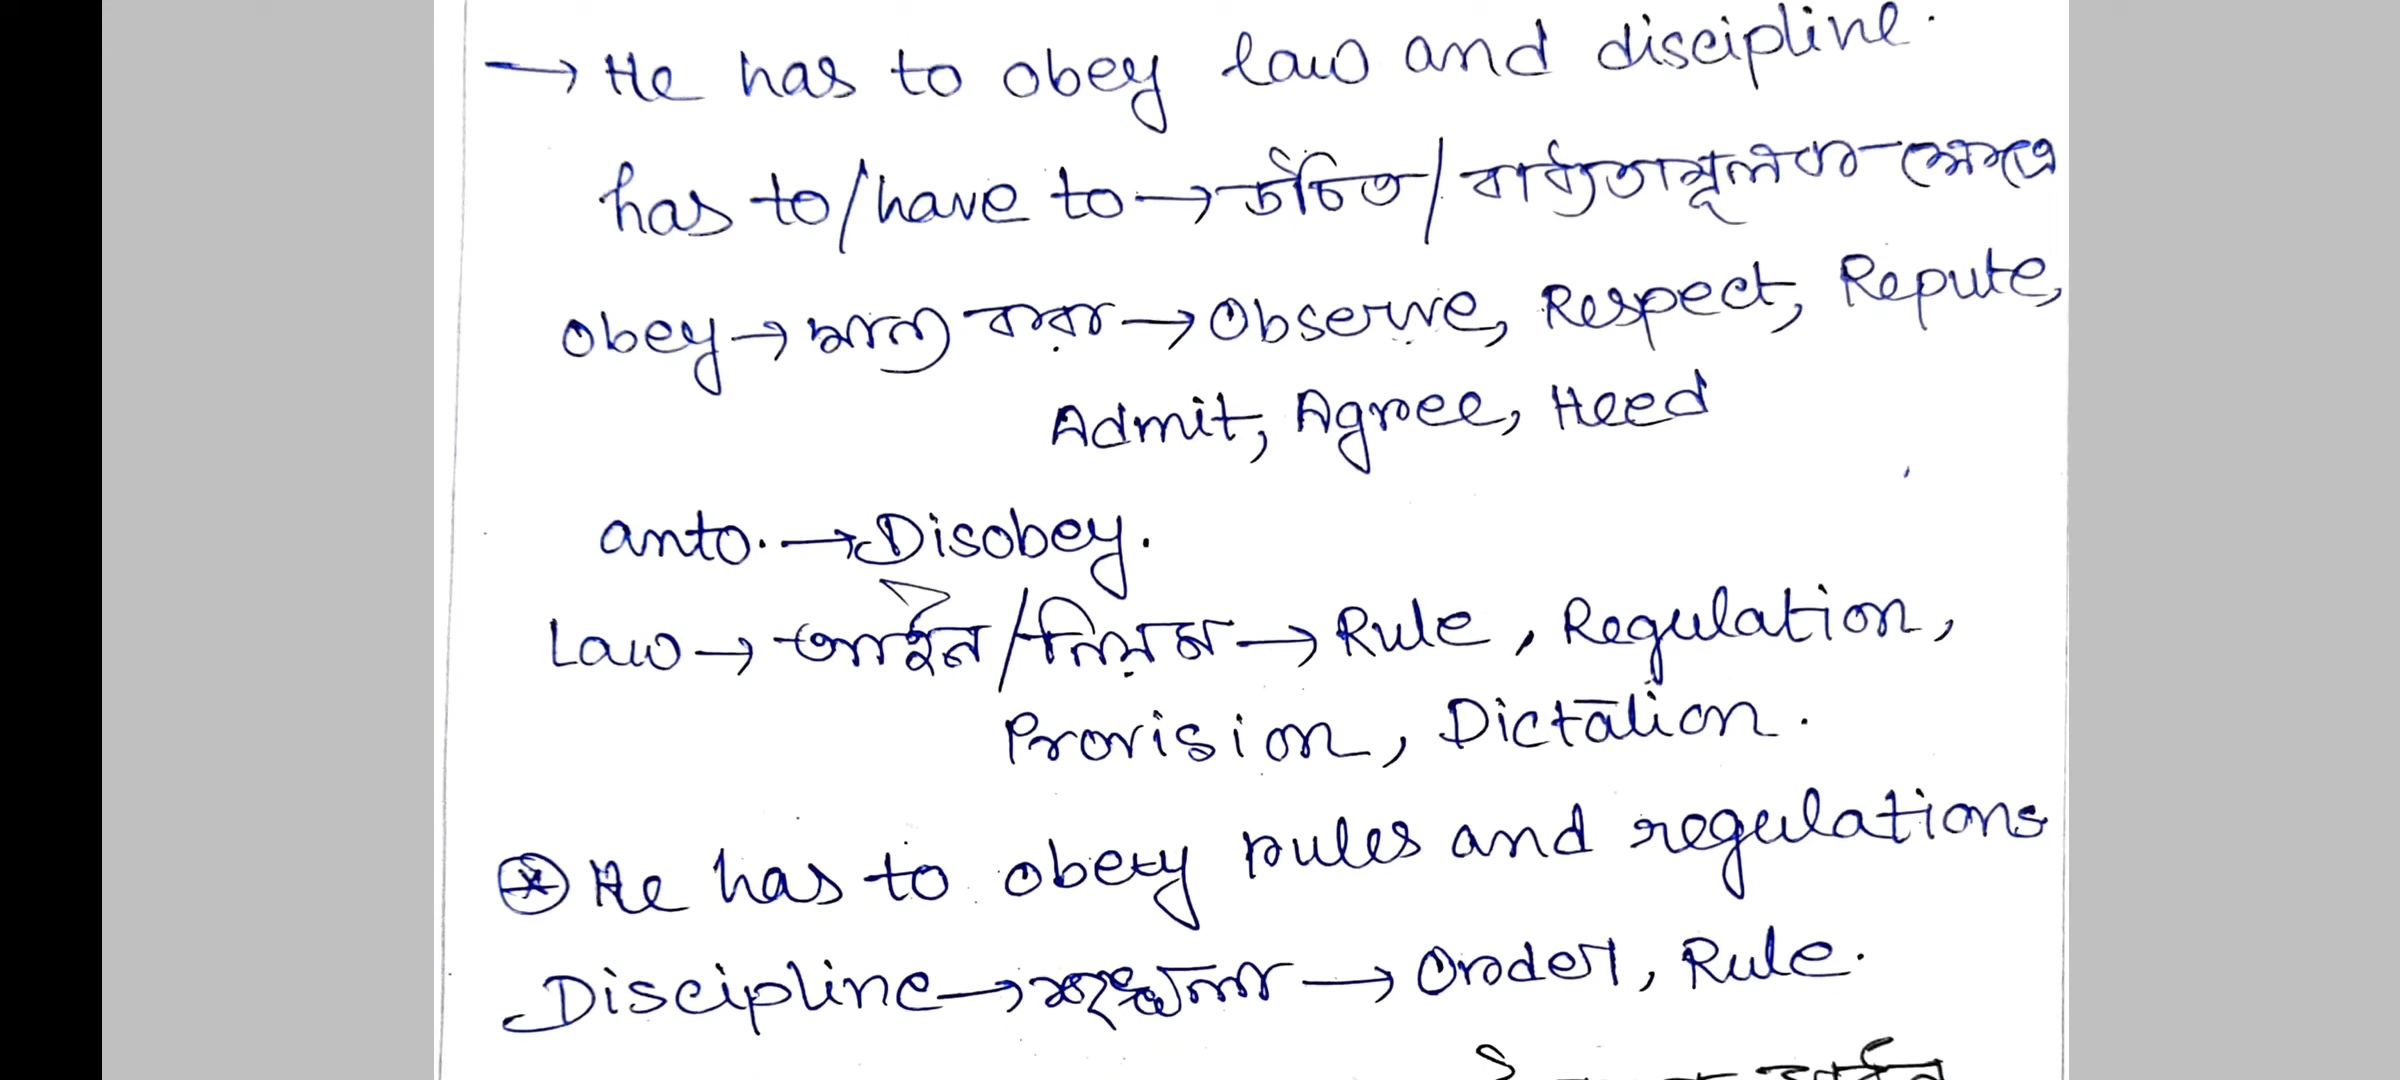 → He has to obey law and discipline.
has to/have to → উচিত/বাধ্যতামূলক
obey → মান্য করা → Observe, Respect, Repute,
Admit, Agree, Heed
anto. → Disobey.
Law → আইন/নিয়ম → Rule, Regulation,
Provision, Dictation.
⊛ He has to obey rules and regulations
Discipline → শৃঙ্খলা → Order, Rule.